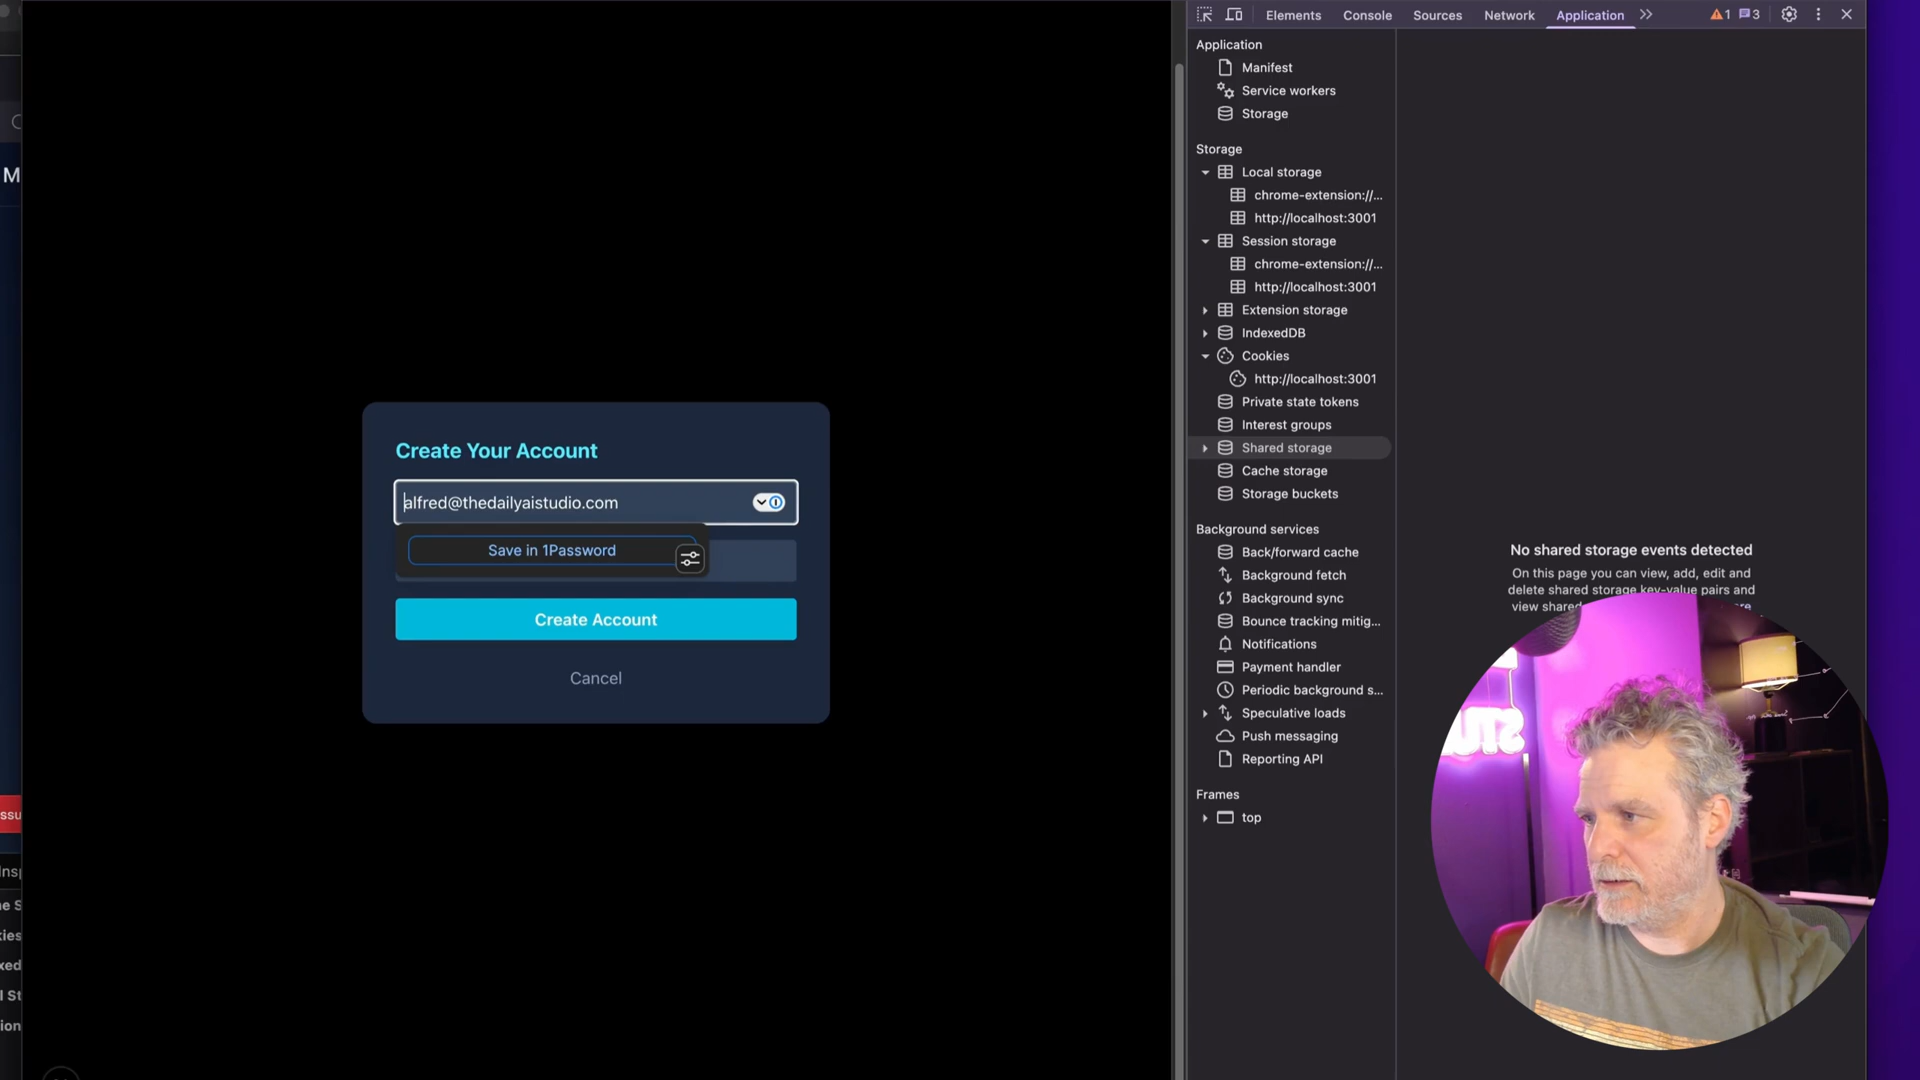 M
Create Your Account
alfred@thedailyaistudio.com
Save in 1Password
Create Account
Cancel
Elements
Console
Sources
Network
Application
1
3
Application
Manifest
Service workers
Storage
Storage
Local storage
chrome-extension://...
http://localhost:3001
Session storage
chrome-extension://...
http://localhost:3001
Extension storage
IndexedDB
Cookies
http://localhost:3001
Private state tokens
Interest groups
Shared storage
Cache storage
Storage buckets
Background services
Back/forward cache
Background fetch
Background sync
Bounce tracking mitig...
Notifications
Payment handler
Periodic background s...
Speculative loads
Push messaging
Reporting API
Frames
top
No shared storage events detected
On this page you can view, add, edit and
delete shared storage key-value pairs and
view shared